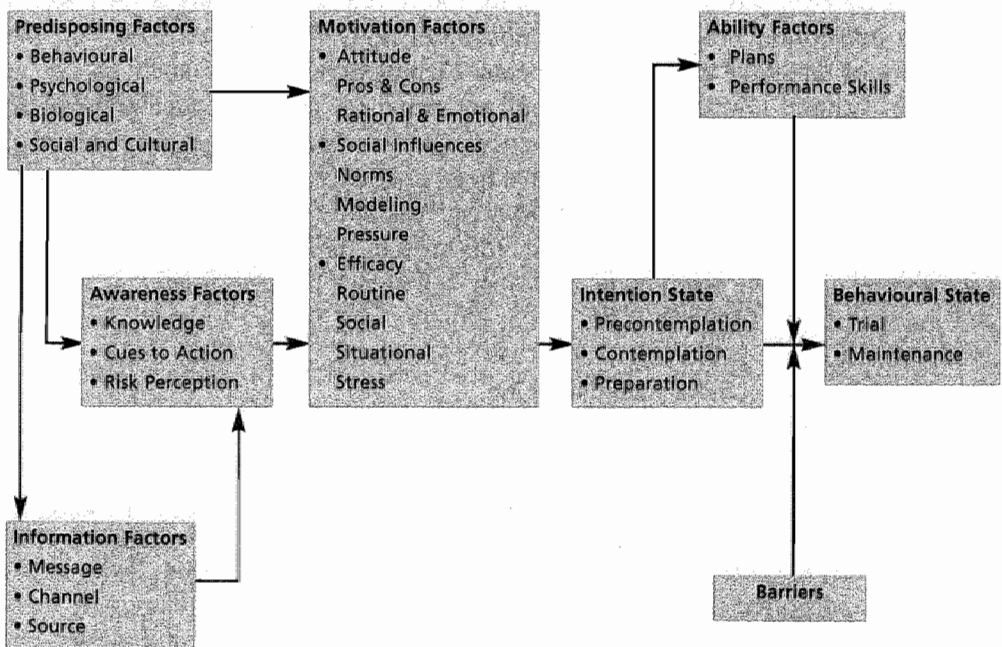 Predisposing Factors
• Behavioural
• Psychological
• Biological
• Social and Cultural
Motivation Factors
• Attitude
Pros & Cons
Rational & Emotional
• Social Influences
Norms
Modeling
Pressure
• Efficacy
Routine
Social
Situational
Stress
Ability Factors
• Plans
• Performance Skills
Awareness Factors
• Knowledge
• Cues to Action
• Risk Perception
Intention State
• Precontemplation
• Contemplation
• Preparation
Behavioural State
• Trial
• Maintenance
Information Factors
• Message
• Channel
• Source
Barriers